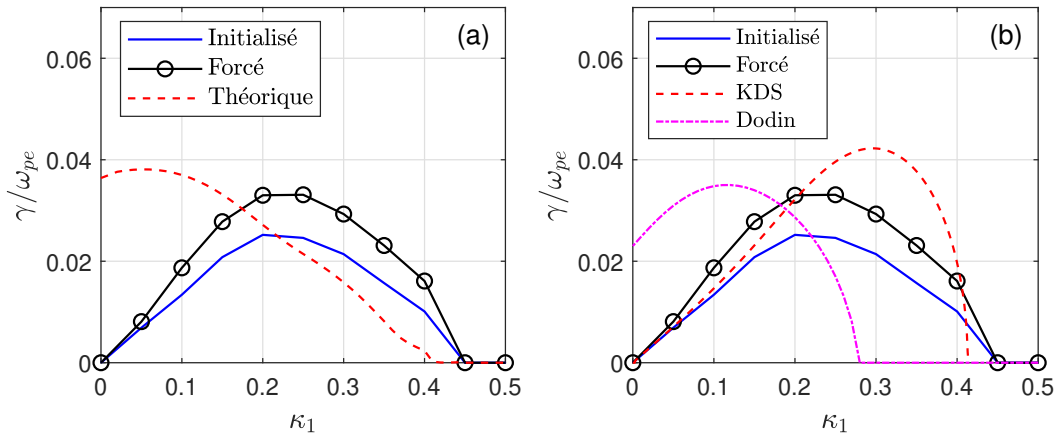 (a)
Initialisé
Forcé
Théorique
0.06
0.04
0.02
0
γ/ω_pe
0 0.1 0.2 0.3 0.4 0.5
κ₁
(b)
Initialisé
Forcé
KDS
Dodin
0.06
0.04
0.02
0
γ/ω_pe
0 0.1 0.2 0.3 0.4 0.5
κ₁